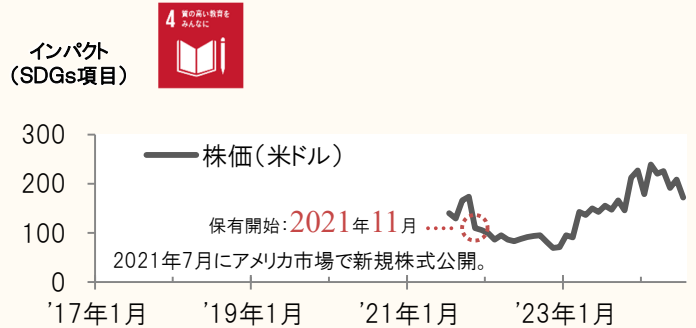 4 質の高い教育を
みんなに
インパクト
（SDGs項目）
300
200
100
0
株価（米ドル）
保有開始：2021年11月
2021年7月にアメリカ市場で新規株式公開。
'17年1月 '19年1月 '21年1月 '23年1月